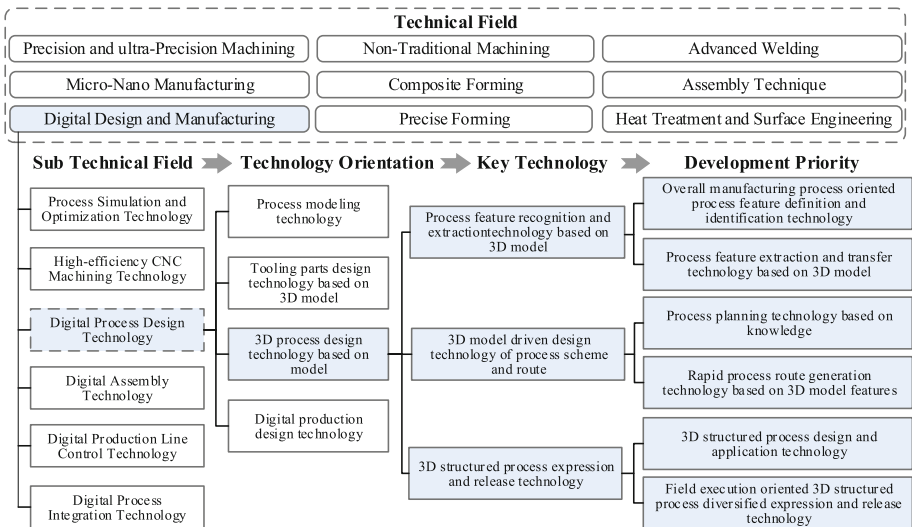 Technical Field
Precision and ultra-Precision Machining
Non-Traditional Machining
Advanced Welding
Micro-Nano Manufacturing
Composite Forming
Assembly Technique
Digital Design and Manufacturing
Precise Forming
Heat Treatment and Surface Engineering
Sub Technical Field
Technology Orientation
Key Technology
Development Priority
Process Simulation and
Optimization Technology
High-efficiency CNC
Machining Technology
Digital Process Design
Technology
Digital Assembly
Technology
Digital Production Line
Control Technology
Digital Process
Integration Technology
Process modeling
technology
Tooling parts design
technology based on
3D model
3D process design
technology based on
model
Digital production
design technology
Process feature recognition and
extractiontechnology based on
3D model
3D model driven design
technology of process scheme
and route
3D structured process expression
and release technology
Overall manufacturing process oriented
process feature definition and
identification technology
Process feature extraction and transfer
technology based on 3D model
Process planning technology based on
knowledge
Rapid process route generation
technology based on 3D model features
3D structured process design and
application technology
Field execution oriented 3D structured
process diversified expression and release
technology